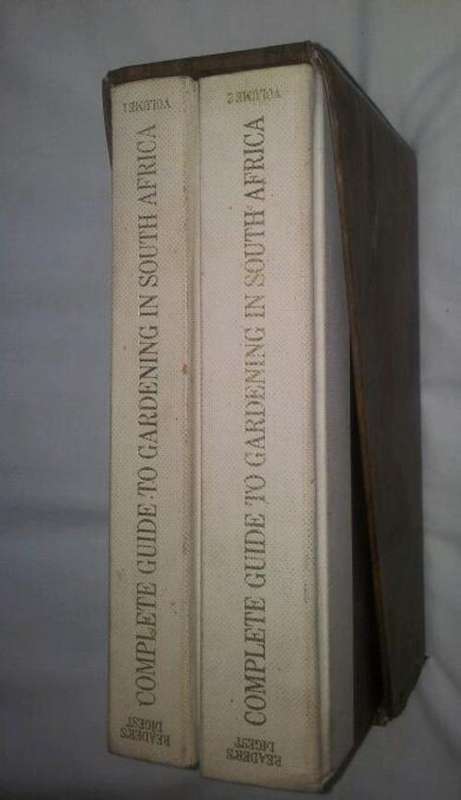 VOLUME 1
COMPLETE GUIDE TO GARDENING IN SOUTH AFRICA
READER'S
DIGEST
VOLUME 2
COMPLETE GUIDE TO GARDENING IN SOUTH AFRICA
READER'S
DIGEST